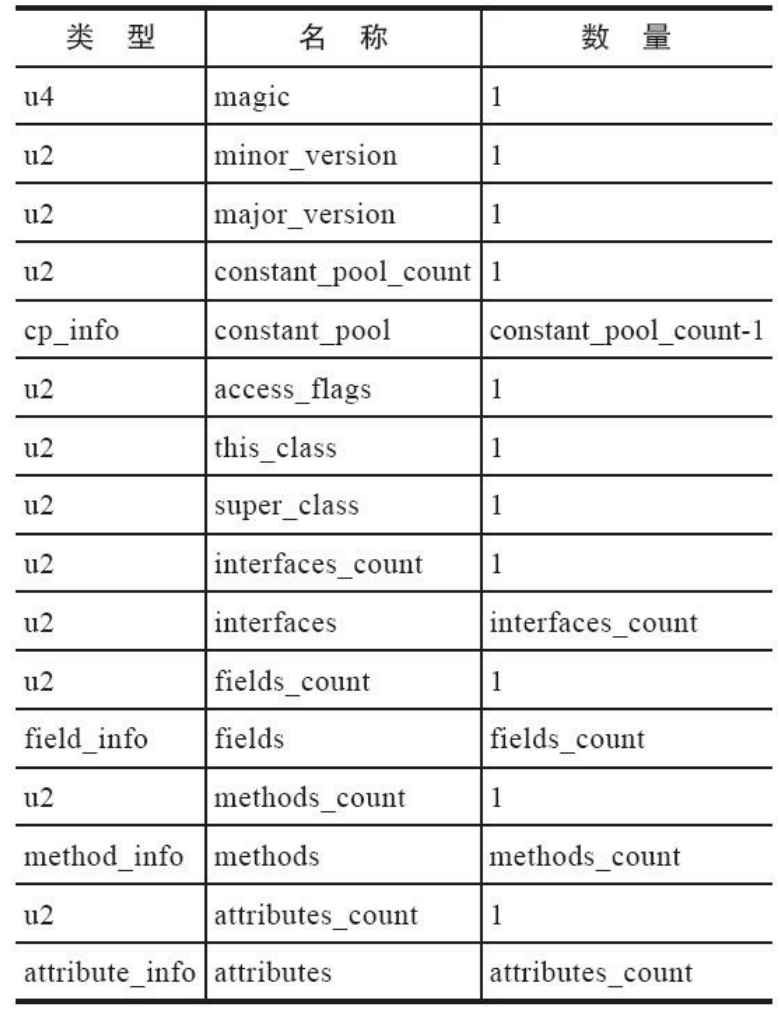 类 型 名 称 数 量
u4 magic 1
u2 minor_version 1
u2 major_version 1
u2 constant_pool_count 1
cp_info constant_pool constant_pool_count-1
u2 access_flags 1
u2 this_class 1
u2 super_class 1
u2 interfaces_count 1
u2 interfaces interfaces_count
u2 fields_count 1
field_info fields fields_count
u2 methods_count 1
method_info methods methods_count
u2 attributes_count 1
attribute_info attributes attributes_count